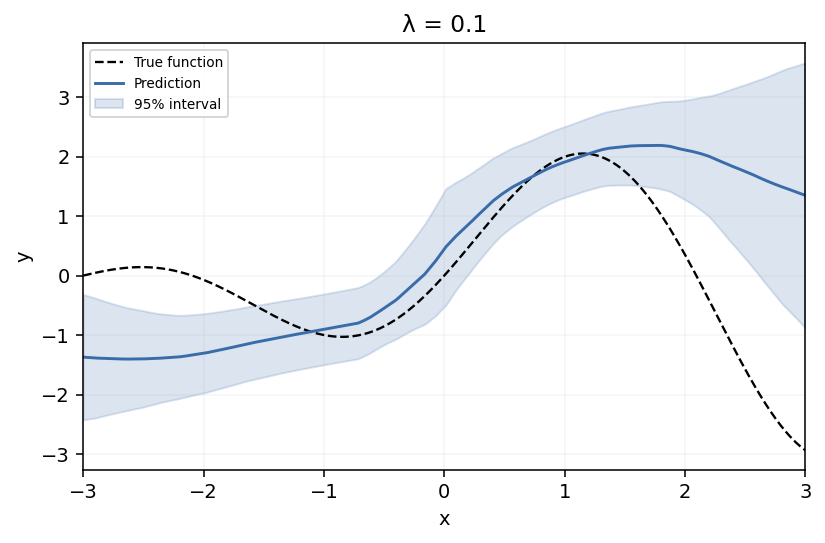 λ = 0.1
True function
Prediction
95% interval
y
3
2
1
0
−1
−2
−3
−3 −2 −1 0 1 2 3
x